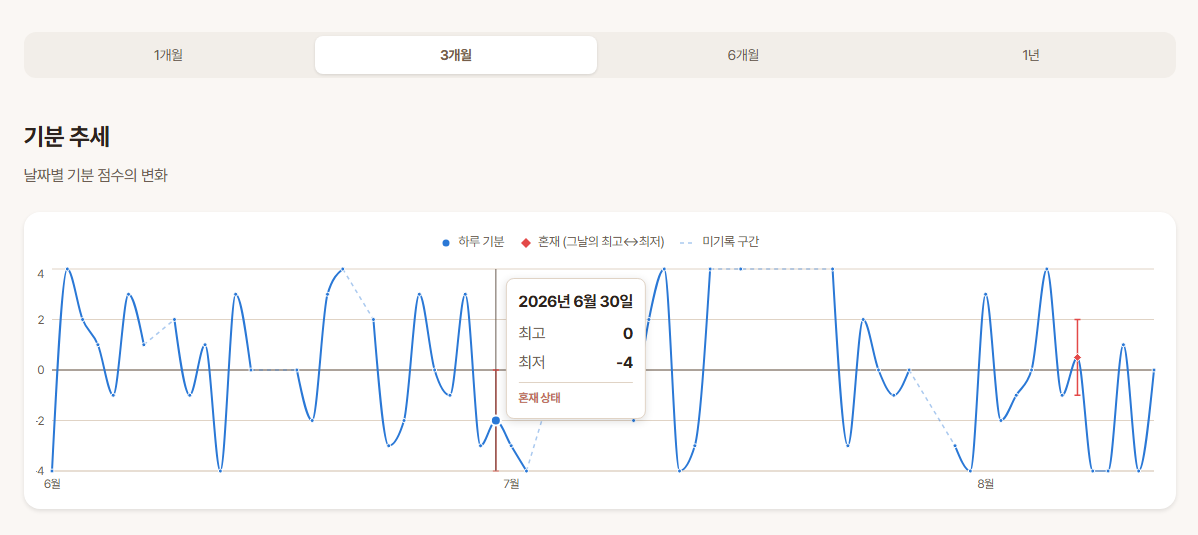 1개월
3개월
6개월
1년
기분 추세
날짜별 기분 점수의 변화
하루 기분
혼재 (그날의 최고↔최저)
미기록 구간
4
2
0
-2
-4
2026년 6월 30일
최고 0
최저 -4
혼재 상태
6월
7월
8월